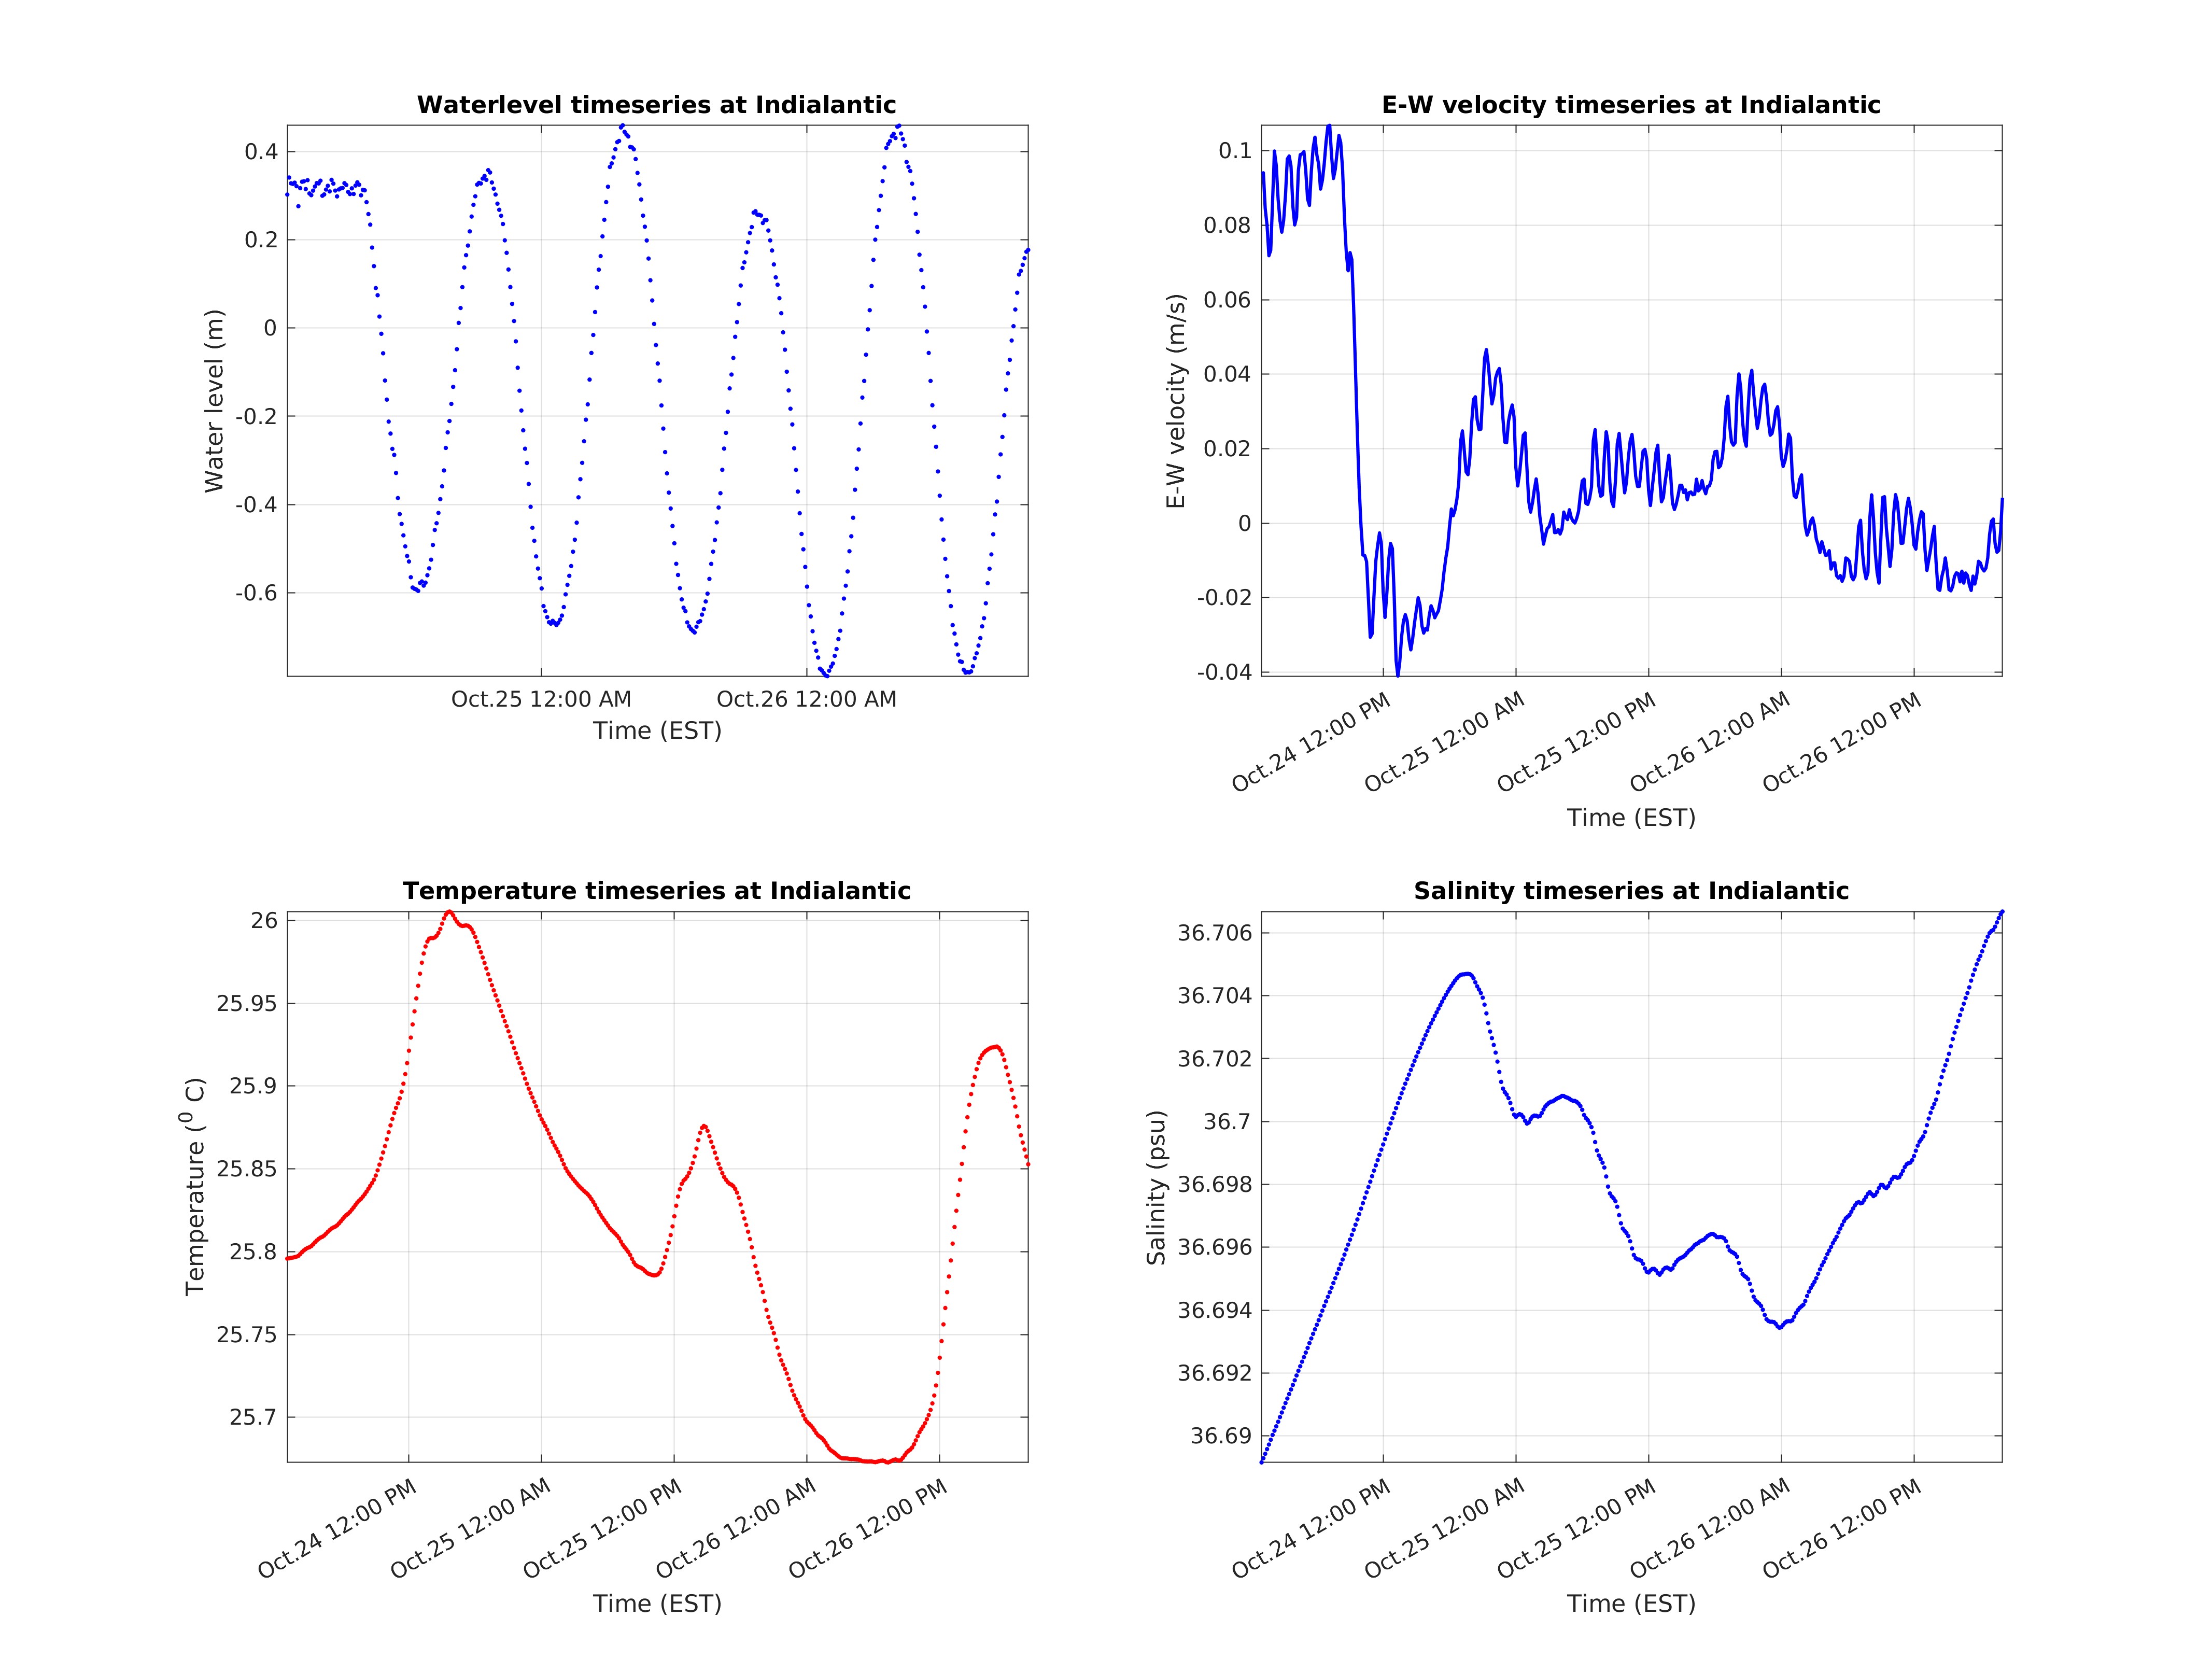 Waterlevel timeseries at Indialantic
0.4
0.2
0
-0.2
-0.4
-0.6
Water level (m)
Oct.25 12:00 AM
Oct.26 12:00 AM
Time (EST)
E-W velocity timeseries at Indialantic
0.1
0.08
0.06
0.04
0.02
0
-0.02
-0.04
E-W velocity (m/s)
Oct.24 12:00 PM
Oct.25 12:00 AM
Oct.25 12:00 PM
Oct.26 12:00 AM
Oct.26 12:00 PM
Time (EST)
Temperature timeseries at Indialantic
26
25.95
25.9
25.85
25.8
25.75
25.7
Temperature (⁰ C)
Oct.24 12:00 PM
Oct.25 12:00 AM
Oct.25 12:00 PM
Oct.26 12:00 AM
Oct.26 12:00 PM
Time (EST)
Salinity timeseries at Indialantic
36.706
36.704
36.702
36.7
36.698
36.696
36.694
36.692
36.69
Salinity (psu)
Oct.24 12:00 PM
Oct.25 12:00 AM
Oct.25 12:00 PM
Oct.26 12:00 AM
Oct.26 12:00 PM
Time (EST)